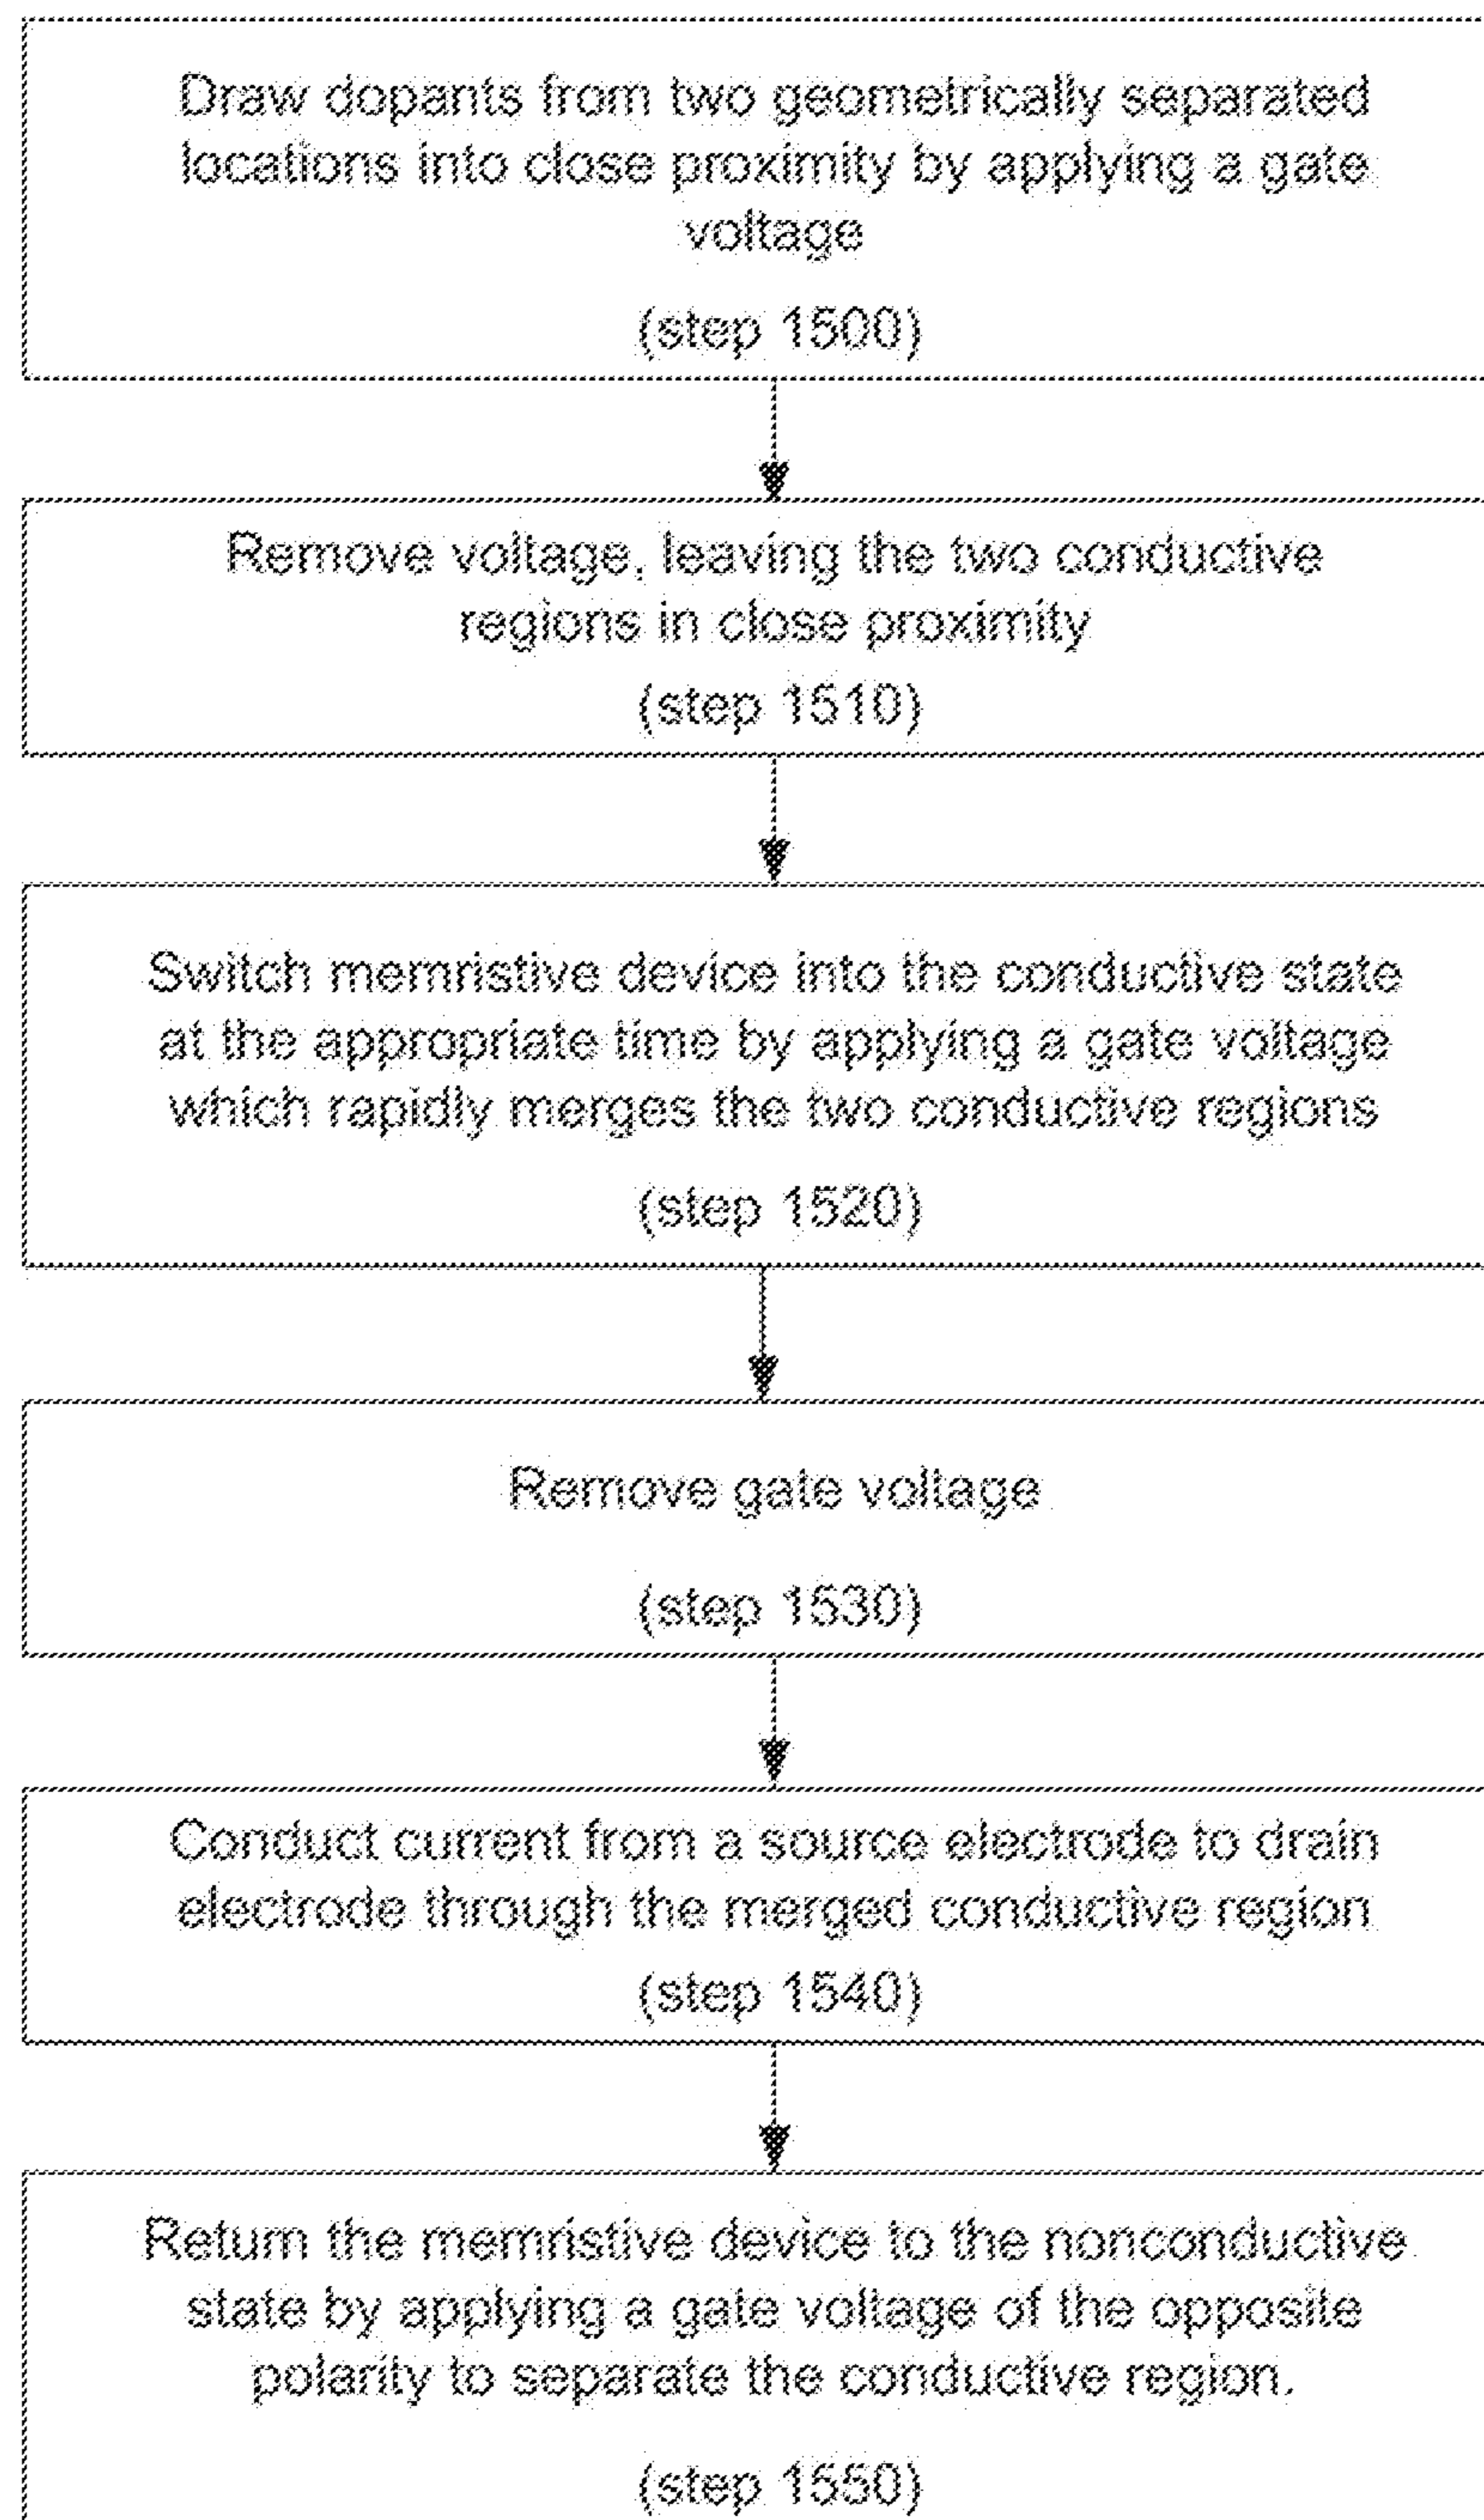 Draw dopants from two geometrically separated
locations into close proximity by applying a gate
voltage
(step 1500)
Remove voltage, leaving the two conductive
regions in close proximity
(step 1510)
Switch memristive device into the conductive state
at the appropriate time by applying a gate voltage
which rapidly merges the two conductive regions
(step 1520)
Remove gate voltage
(step 1530)
Conduct current from a source electrode to drain
electrode through the merged conductive region
(step 1540)
Return the memristive device to the nonconductive
state by applying a gate voltage of the opposite
polarity to separate the conductive region.
(step 1550)